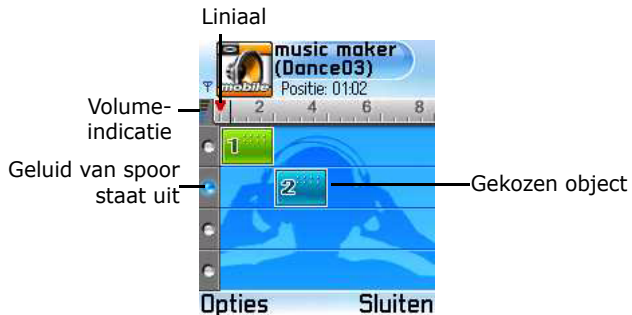 Liniaal
music maker
(Dance03)
mobile
Positie: 01:02
2 4 6 8
Volume-
indicatie
1
Geluid van spoor
staat uit
2
Gekozen object
Opties Sluiten